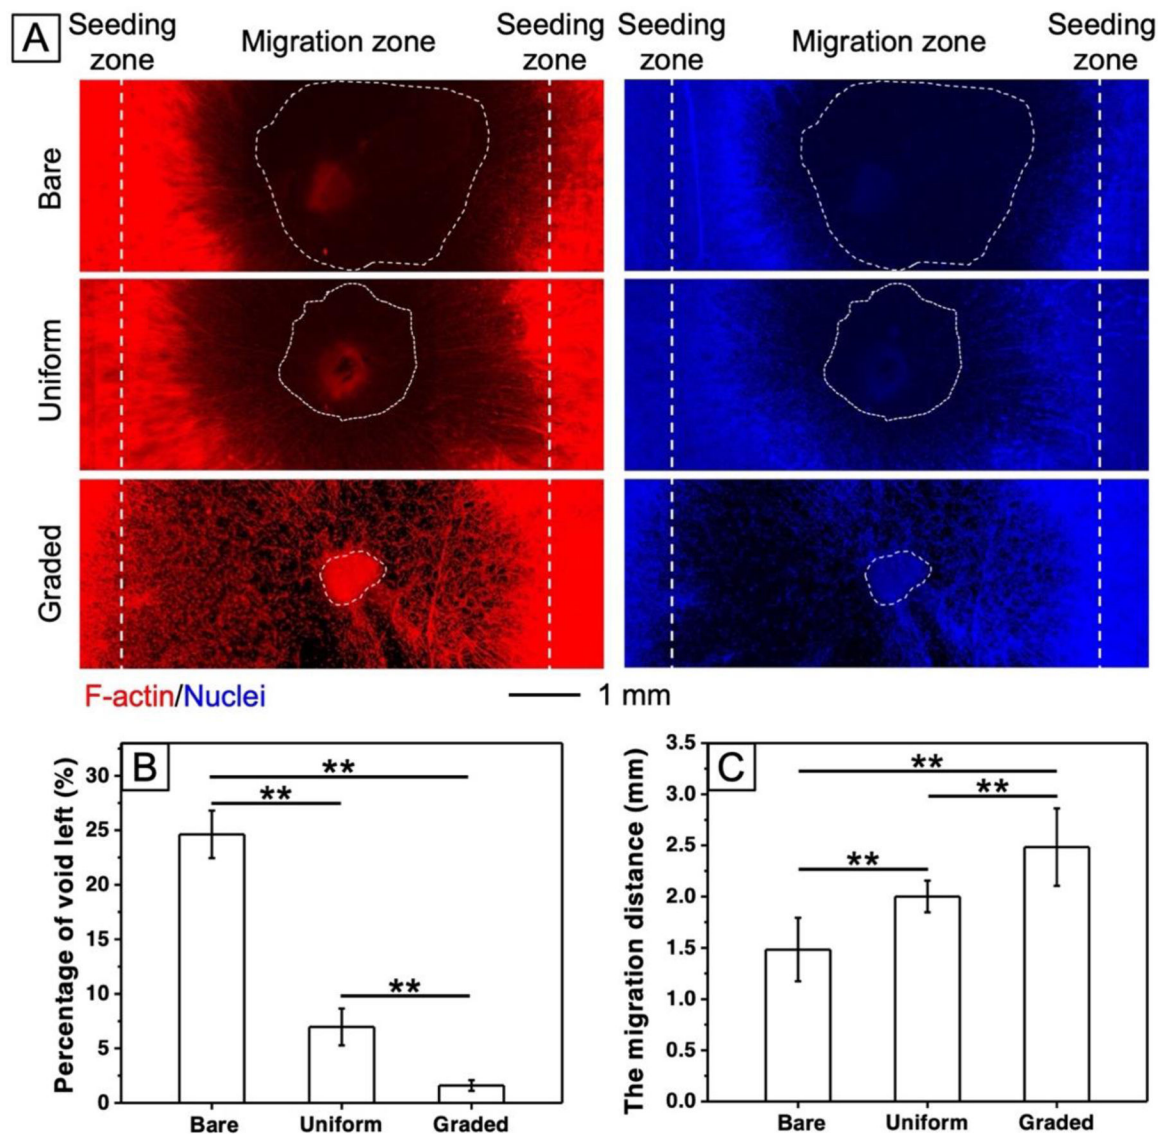 A
Seeding zone
Migration zone
Seeding zone
Seeding zone
Migration zone
Seeding zone
Bare
Uniform
Graded
F-actin/Nuclei
1 mm
B
Percentage of void left (%)
30
25
20
15
10
5
0
**
**
**
Bare
Uniform
Graded
C
The migration distance (mm)
3.5
3.0
2.5
2.0
1.5
1.0
0.5
0.0
**
**
**
Bare
Uniform
Graded